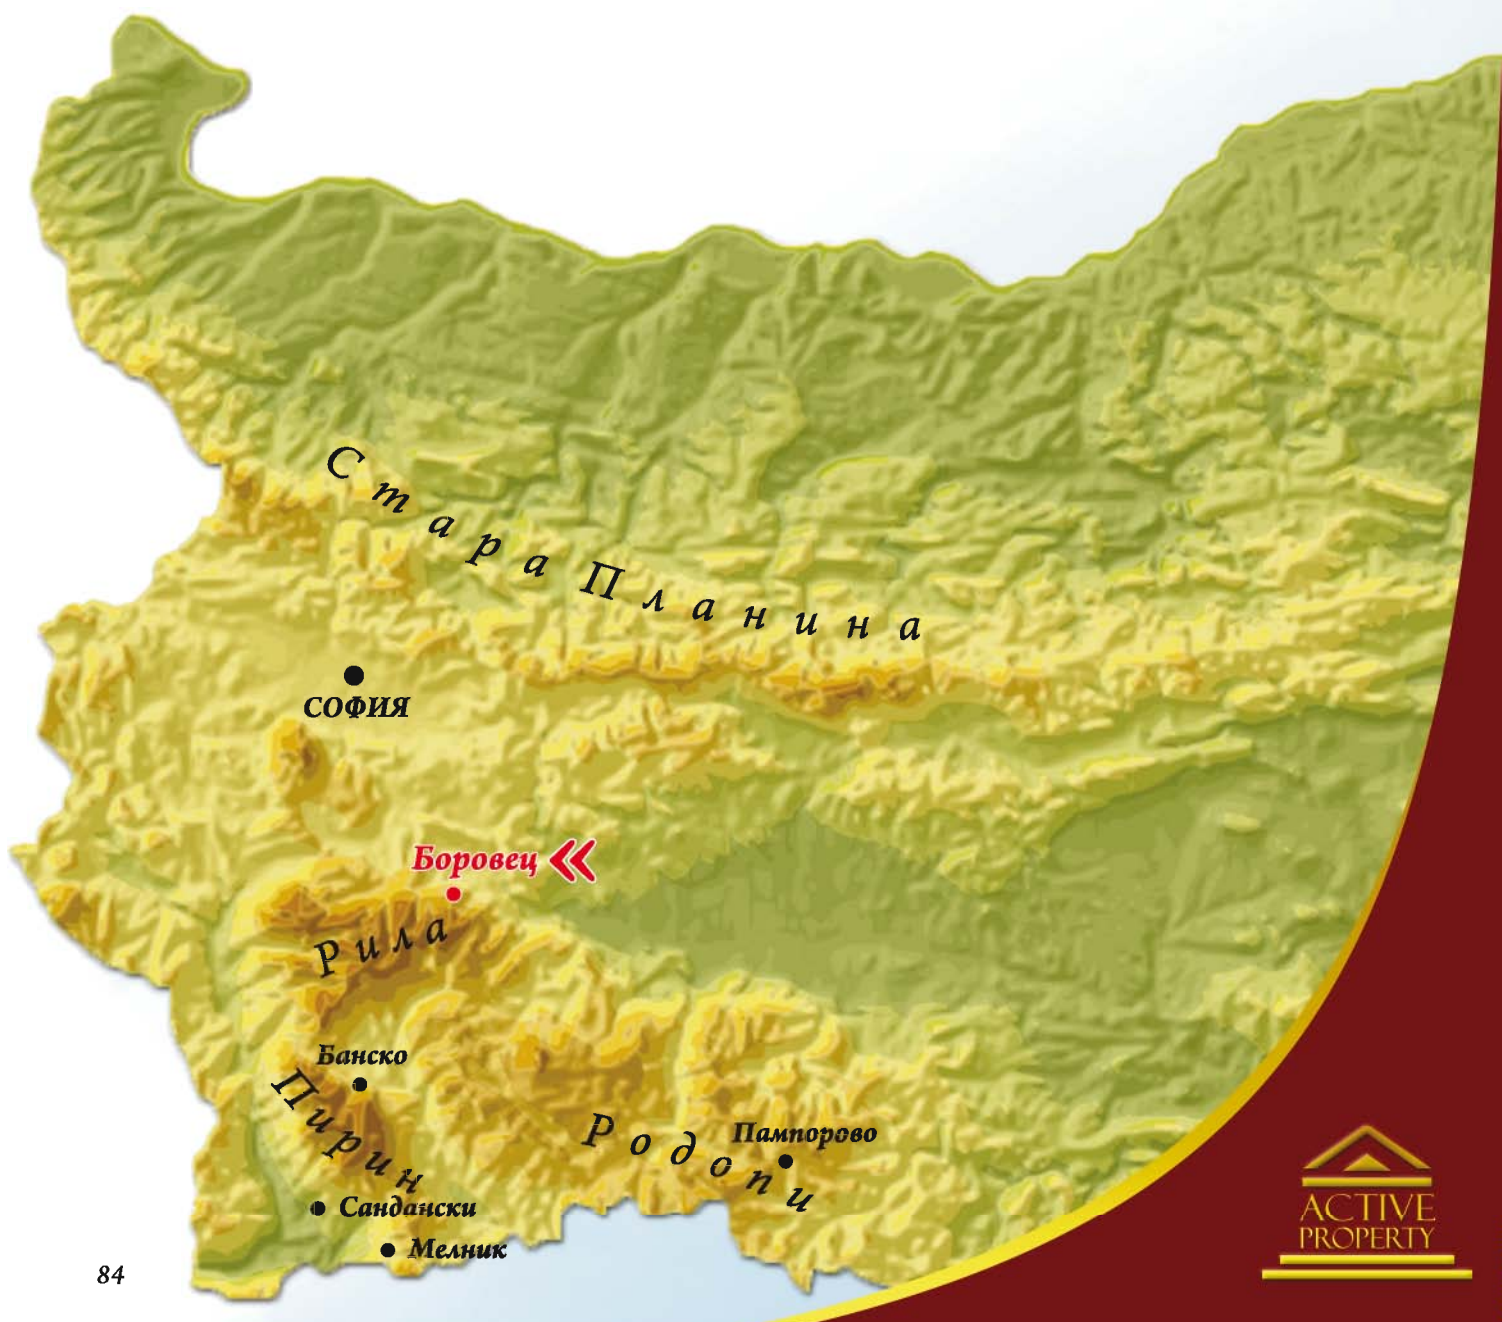 Стара Планина
СОФИЯ
Боровец
Рила
Банско
Пирин
Родопи
Пампорово
Сандански
Мелник
ACTIVE
PROPERTY
84